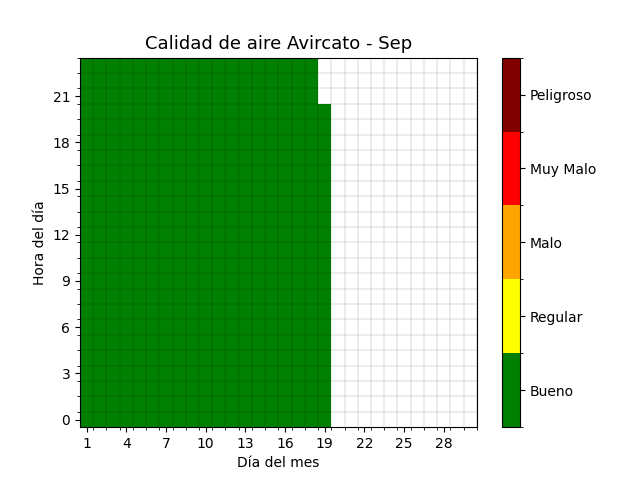 Calidad de aire Avircato - Sep
Hora del día
21
18
15
12
9
6
3
0
1 4 7 10 13 16 19 22 25 28
Día del mes
Peligroso
Muy Malo
Malo
Regular
Bueno